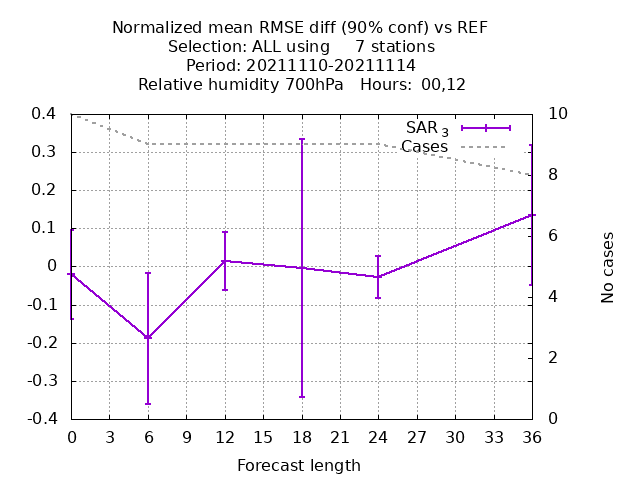 Normalized mean RMSE diff (90% conf) vs REF
Selection: ALL using 7 stations
Period: 20211110-20211114
Relative humidity 700hPa Hours: 00,12
0.4
0.3
0.2
0.1
0
-0.1
-0.2
-0.3
-0.4
SAR 3
Cases
10
8
6
4
2
0
No cases
0 3 6 9 12 15 18 21 24 27 30 33 36
Forecast length